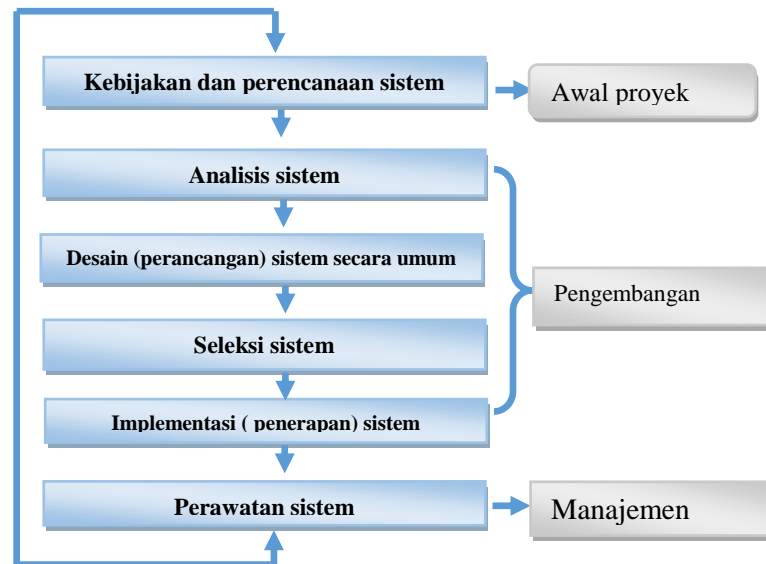 Kebijakan dan perencanaan sistem
Awal proyek
Analisis sistem
Desain (perancangan) sistem secara umum
Pengembangan
Seleksi sistem
Implementasi ( penerapan) sistem
Perawatan sistem
Manajemen